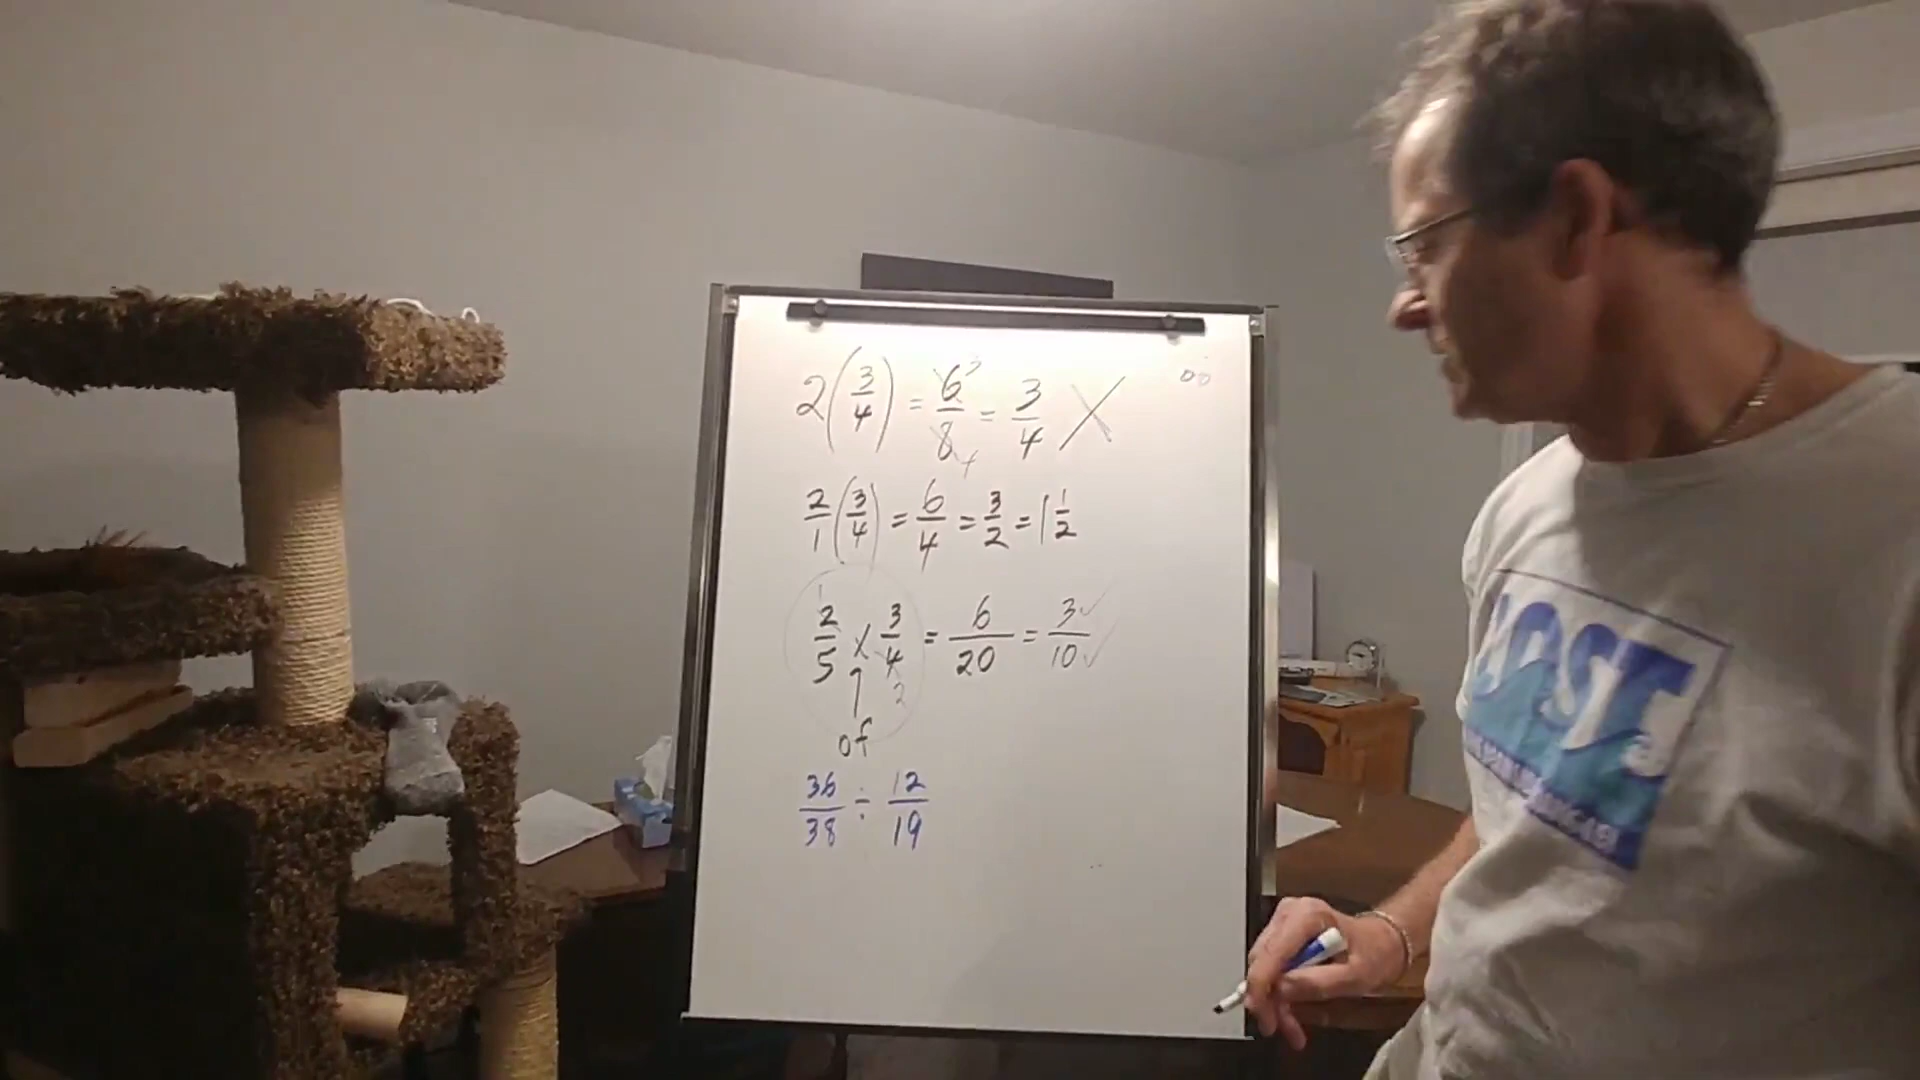 2(3/4) = 6/8 = 3/4 X
2/1(3/4) = 6/4 = 3/2 = 1 1/2
2/5 x 3/4 = 6/20 = 3/10
of
36/38 ÷ 12/19
LOST